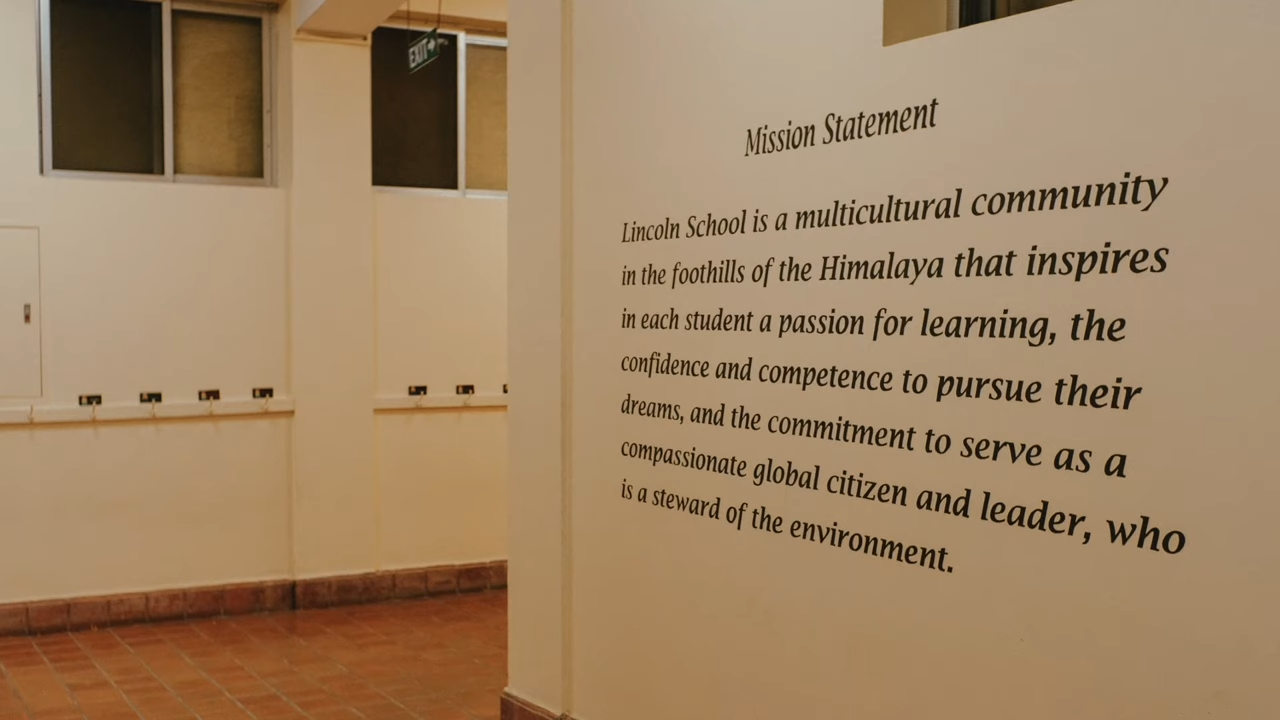 EXIT
Mission Statement
Lincoln School is a multicultural community
in the foothills of the Himalaya that inspires
in each student a passion for learning, the
confidence and competence to pursue their
dreams, and the commitment to serve as a
compassionate global citizen and leader, who
is a steward of the environment.